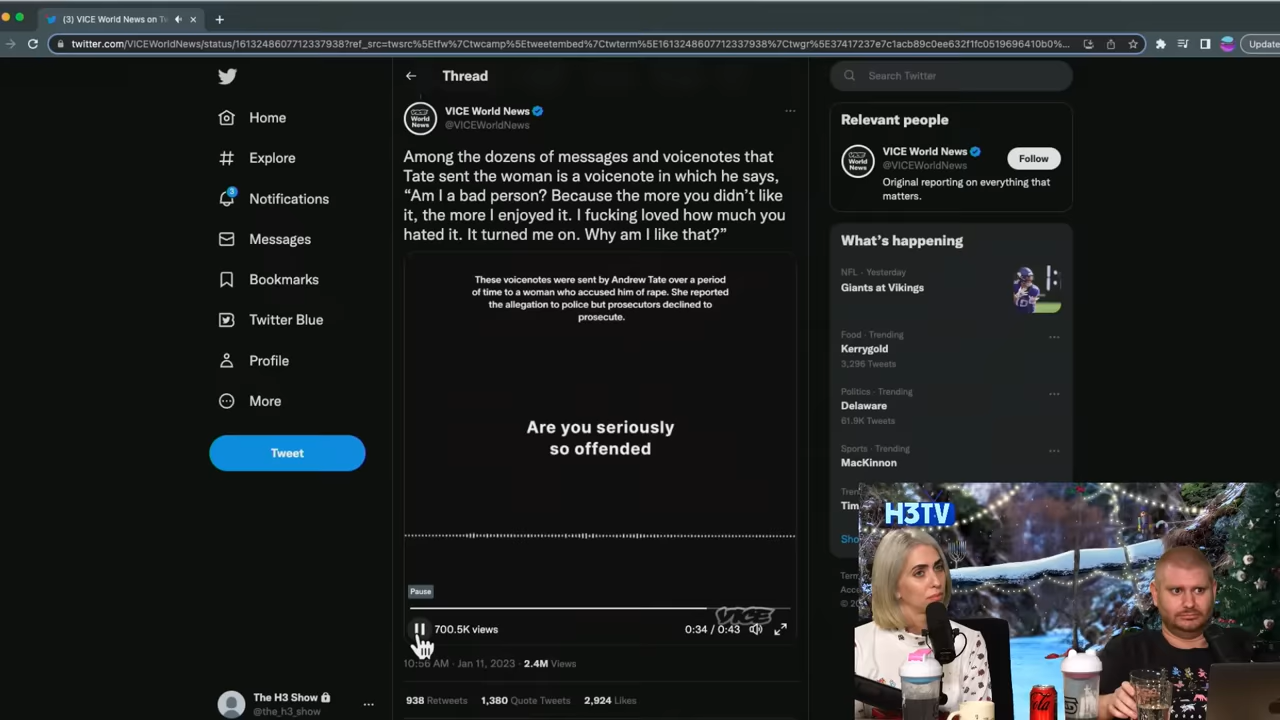 (3) VICE World News on Tw
twitter.com/VICEWorldNews/status/1613248607712337938?ref_src=twsrc%5Etfw%7Ctwcamp%5Etweetembed%7Ctwterm%5E1613248607712337938%7Ctwgr%5E37417237e7c1acb89c0ee632f1fc0519696410b0%...
Update
Home
Explore
3
Notifications
Messages
Bookmarks
Twitter Blue
Profile
More
Tweet
The H3 Show
@the_h3_show
Thread
VICE World News
@VICEWorldNews
Among the dozens of messages and voicenotes that
Tate sent the woman is a voicenote in which he says,
“Am I a bad person? Because the more you didn’t like
it, the more I enjoyed it. I fucking loved how much you
hated it. It turned me on. Why am I like that?”
These voicenotes were sent by Andrew Tate over a period
of time to a woman who accused him of rape. She reported
the allegation to police but prosecutors declined to
prosecute.
Are you seriously
so offended
Pause
VICE
700.5K views
0:34 / 0:43
10:56 AM · Jan 11, 2023 · 2.4M Views
938 Retweets 1,380 Quote Tweets 2,924 Likes
Search Twitter
Relevant people
VICE World News
@VICEWorldNews
Follow
Original reporting on everything that
matters.
What’s happening
NFL · Yesterday
Giants at Vikings
Food · Trending
Kerrygold
3,296 Tweets
Politics · Trending
Delaware
61.9K Tweets
Sports · Trending
MacKinnon
Tren
Tim
Sho
Term
Acco
© 20
H3TV